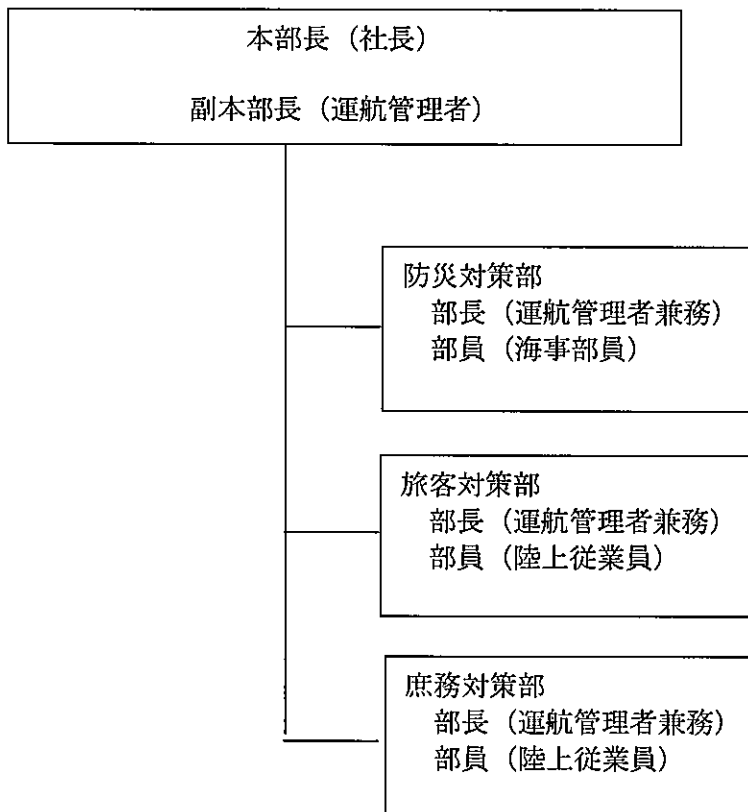 本部長（社長）
副本部長（運航管理者）
防災対策部
部長（運航管理者兼務）
部員（海事部員）
旅客対策部
部長（運航管理者兼務）
部員（陸上従業員）
庶務対策部
部長（運航管理者兼務）
部員（陸上従業員）